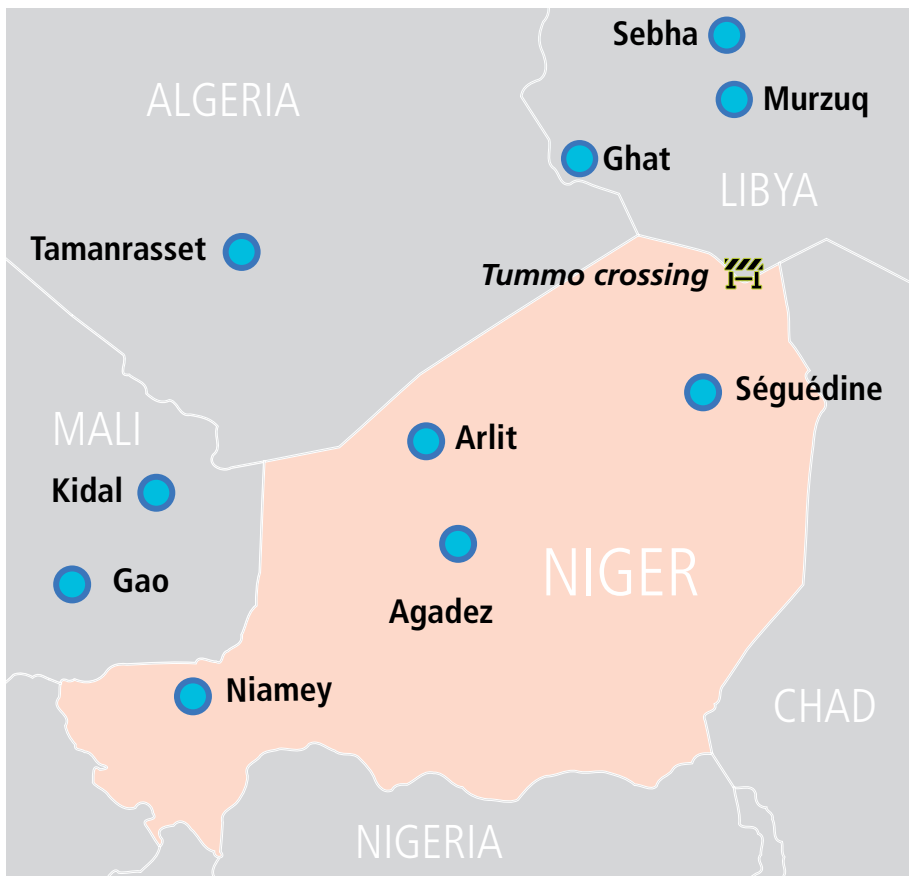 Sebha
ALGERIA
Murzuq
Ghat
LIBYA
Tamanrasset
Tummo crossing
Séguédine
MALI
Arlit
Kidal
NIGER
Gao
Agadez
Niamey
CHAD
NIGERIA